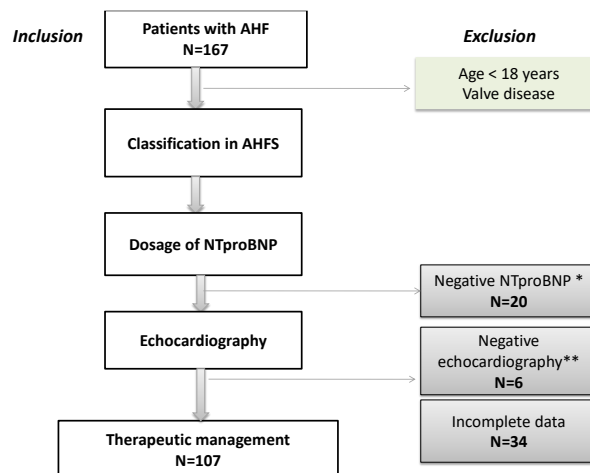 Inclusion
Patients with AHF
N=167
Exclusion
Age < 18 years
Valve disease
Classification in AHFS
Dosage of NTproBNP
Negative NTproBNP *
N=20
Echocardiography
Negative
echocardiography**
N=6
Incomplete data
N=34
Therapeutic management
N=107